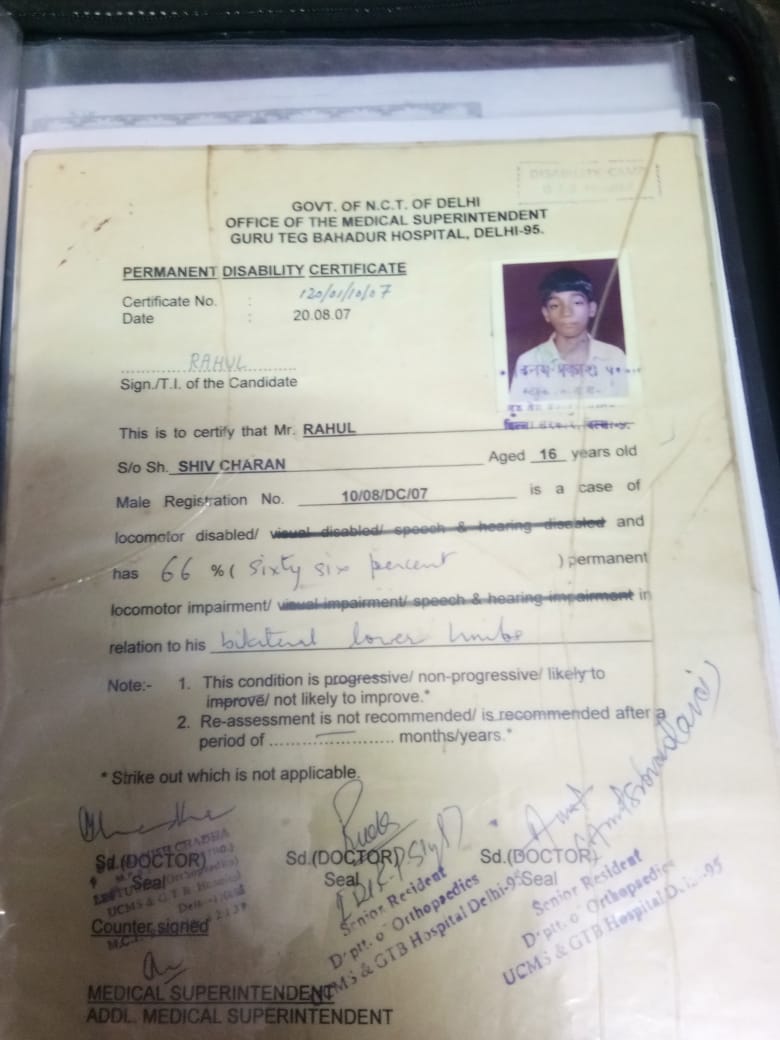 DISABILITY CAMP
GOVT. OF N.C.T. OF DELHI
OFFICE OF THE MEDICAL SUPERINTENDENT
GURU TEG BAHADUR HOSPITAL, DELHI-95.
PERMANENT DISABILITY CERTIFICATE
Certificate No. : 120/01/10/07
Date : 20.08.07
RAHUL
Sign./T.I. of the Candidate
This is to certify that Mr. RAHUL
S/o Sh. SHIV CHARAN Aged 16 years old
Male Registration No. 10/08/DC/07 is a case of
locomotor disabled/ visual disabled/ speech & hearing disabled and
has 66 % ( Sixty six percent ) permanent
locomotor impairment/ visual impairment/ speech & hearing impairment in
relation to his bilateral lower limbs
Note:- 1. This condition is progressive/ non-progressive/ likely to
improve/ not likely to improve.*
2. Re-assessment is not recommended/ is recommended after a
period of ........................ months/years.*
* Strike out which is not applicable.
Sd.(DOCTOR) Sd.(DOCTOR) Sd.(DOCTOR)
Seal Seal Seal
UCMS & G.T.B. Hospital
Senior Resident
Deptt. of Orthopaedics
UCMS & GTB Hospital Delhi-95
Senior Resident
Deptt. of Orthopaedics
UCMS & GTB Hospital Delhi-95
Counter signed
MEDICAL SUPERINTENDENT
ADDL. MEDICAL SUPERINTENDENT